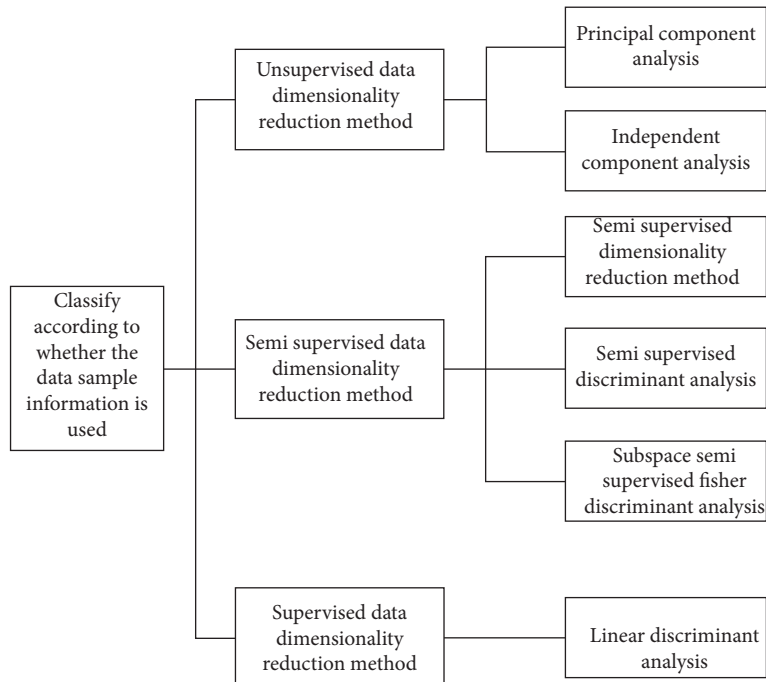 Classify
according to
whether the
data sample
information is
used
Unsupervised data
dimensionality
reduction method
Principal component
analysis
Independent
component analysis
Semi supervised data
dimensionality
reduction method
Semi supervised
dimensionality
reduction method
Semi supervised
discriminant analysis
Subspace semi
supervised fisher
discriminant analysis
Supervised data
dimensionality
reduction method
Linear discriminant
analysis